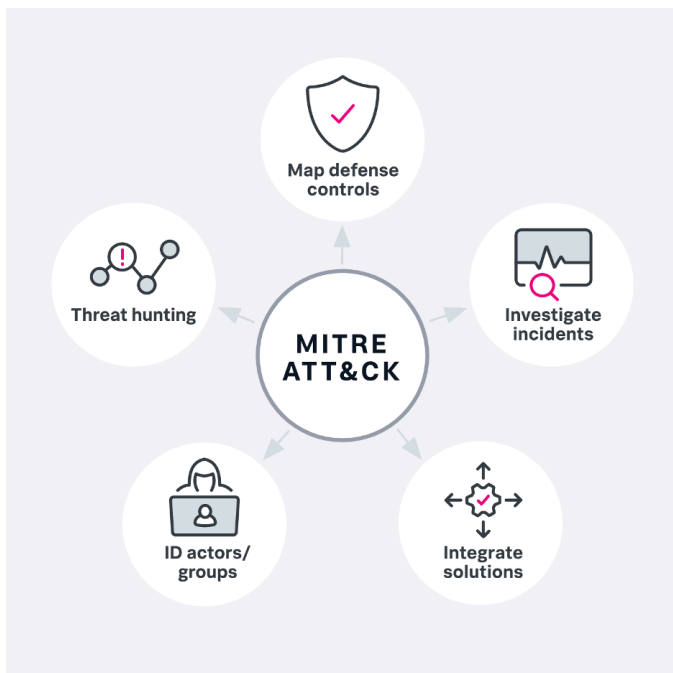 Map defense
controls
Threat hunting
Investigate
incidents
MITRE
ATT&CK
ID actors/
groups
Integrate
solutions